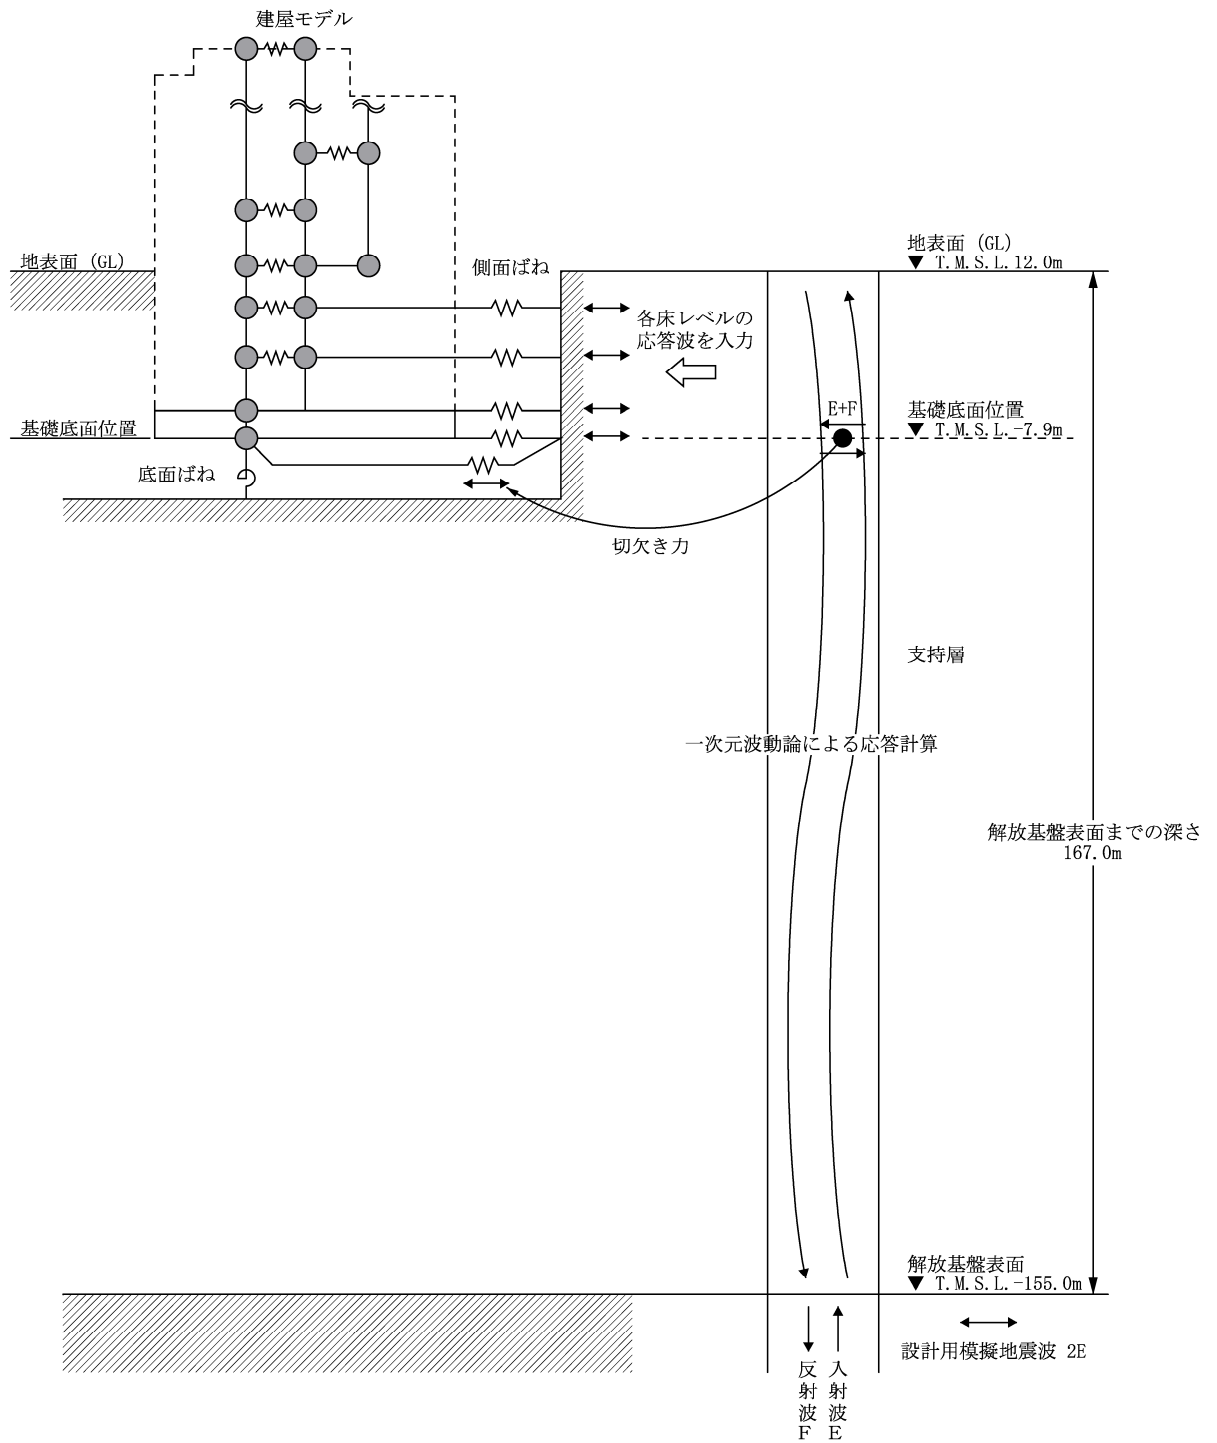 建屋モデル
地表面 (GL)
側面ばね
地表面 (GL)
▼ T.M.S.L.12.0m
各床レベルの
応答波を入力
E+F
基礎底面位置
▼ T.M.S.L.-7.9m
基礎底面位置
底面ばね
切欠き力
支持層
一次元波動論による応答計算
解放基盤表面までの深さ
167.0m
解放基盤表面
▼ T.M.S.L.-155.0m
設計用模擬地震波 2E
反射波F
入射波E